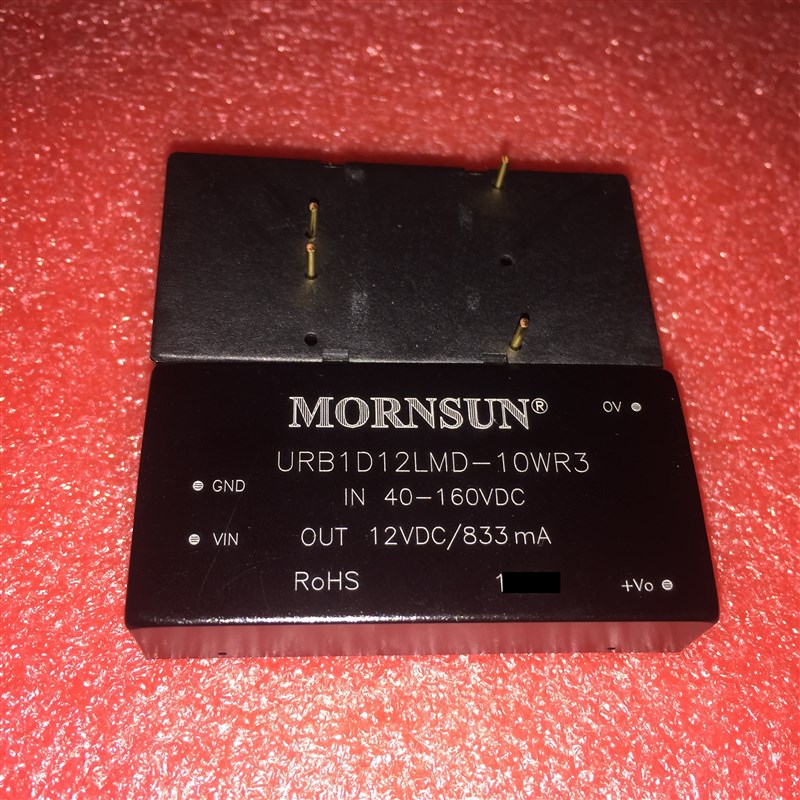 MORNSUN®
0V
URB1D12LMD-10WR3
GND
IN 40-160VDC
VIN
OUT 12VDC/833mA
RoHS
1
+Vo